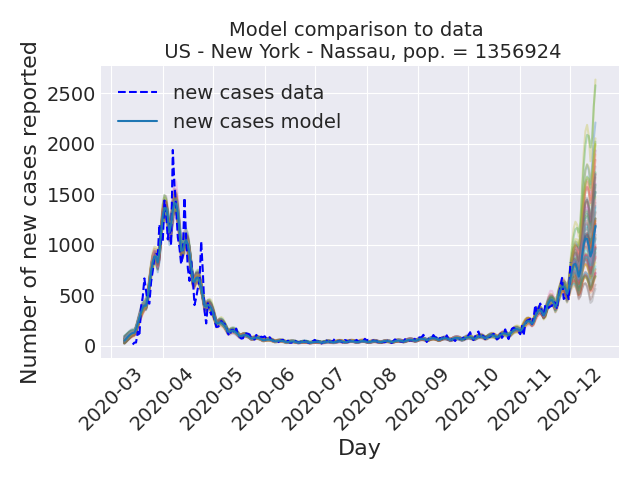 Model comparison to data
US - New York - Nassau, pop. = 1356924
new cases data
new cases model
Number of new cases reported
2500
2000
1500
1000
500
0
2020-03
2020-04
2020-05
2020-06
2020-07
2020-08
2020-09
2020-10
2020-11
2020-12
Day